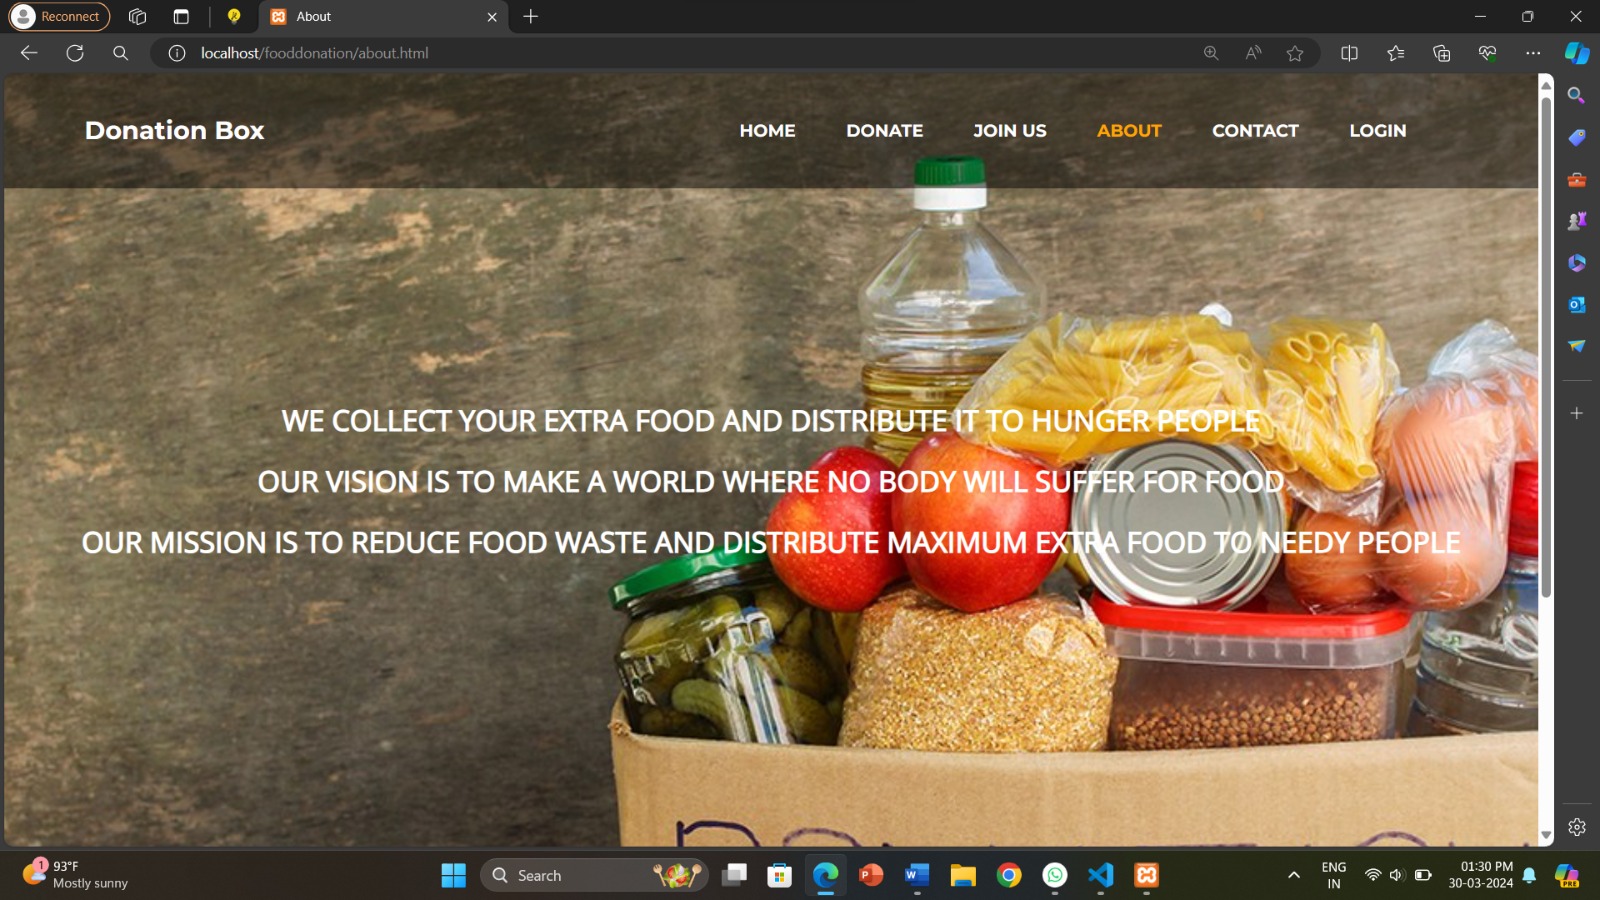 Reconnect
About
localhost/fooddonation/about.html
Donation Box
HOME DONATE JOIN US ABOUT CONTACT LOGIN
WE COLLECT YOUR EXTRA FOOD AND DISTRIBUTE IT TO HUNGER PEOPLE
OUR VISION IS TO MAKE A WORLD WHERE NO BODY WILL SUFFER FOR FOOD
OUR MISSION IS TO REDUCE FOOD WASTE AND DISTRIBUTE MAXIMUM EXTRA FOOD TO NEEDY PEOPLE
1
93°F
Mostly sunny
Search
ENG
IN
01:30 PM
30-03-2024
PRE